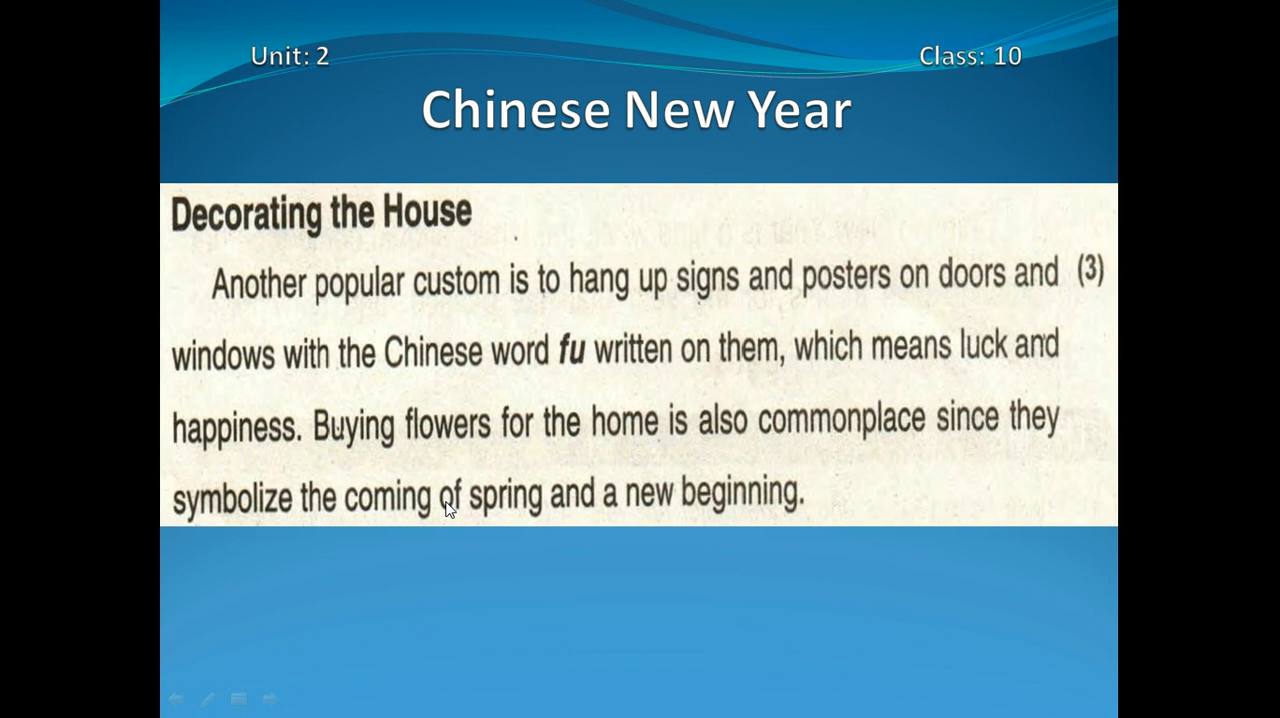 Unit: 2
Class: 10
Chinese New Year
Decorating the House
Another popular custom is to hang up signs and posters on doors and (3)
windows with the Chinese word fu written on them, which means luck and
happiness. Buying flowers for the home is also commonplace since they
symbolize the coming of spring and a new beginning.